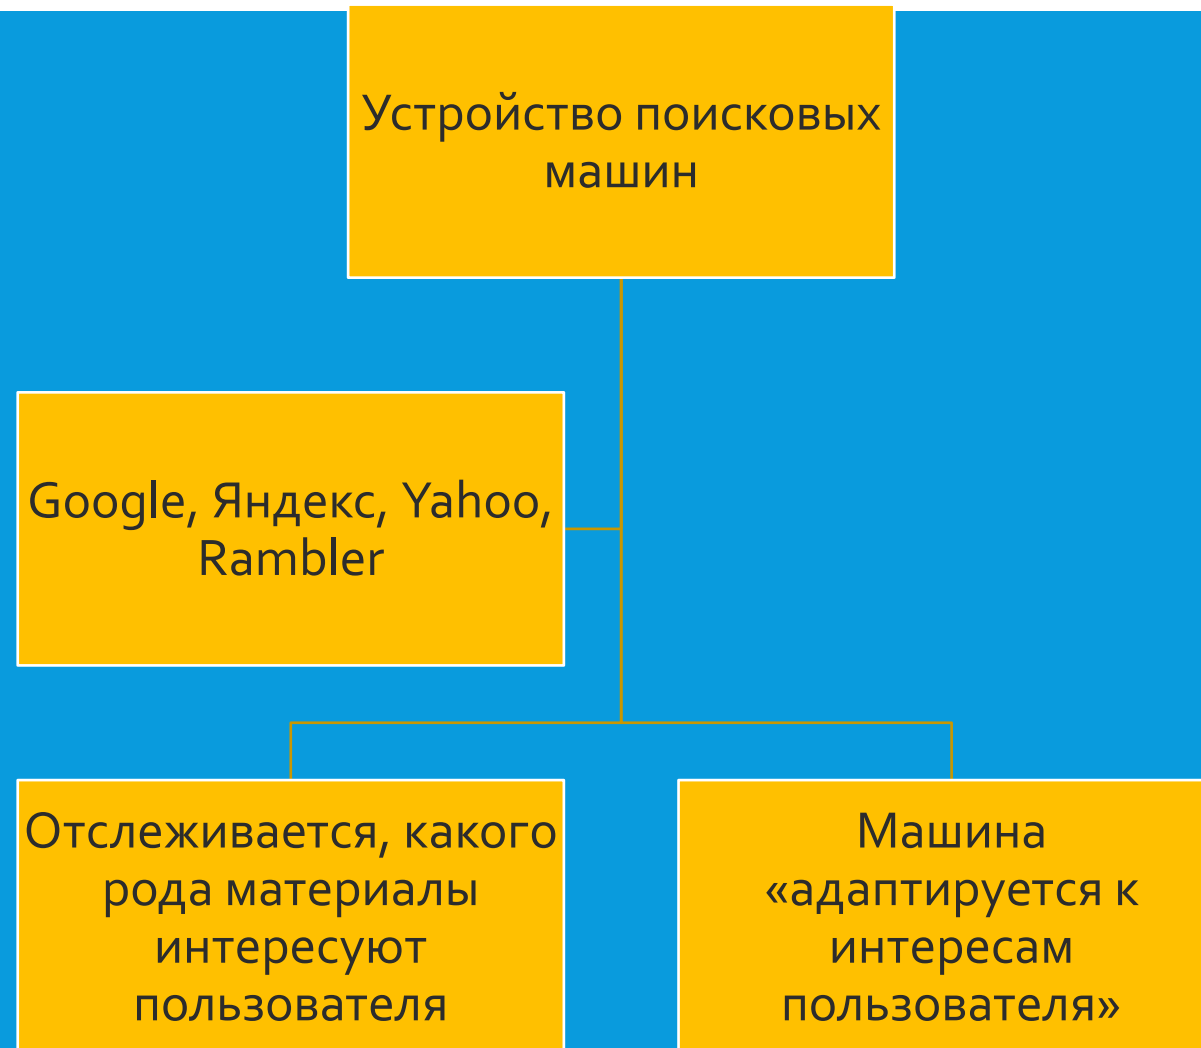 Устройство поисковых
машин
Google, Яндекс, Yahoo,
Rambler
Отслеживается, какого
рода материалы
интересуют
пользователя
Машина
«адаптируется к
интересам
пользователя»